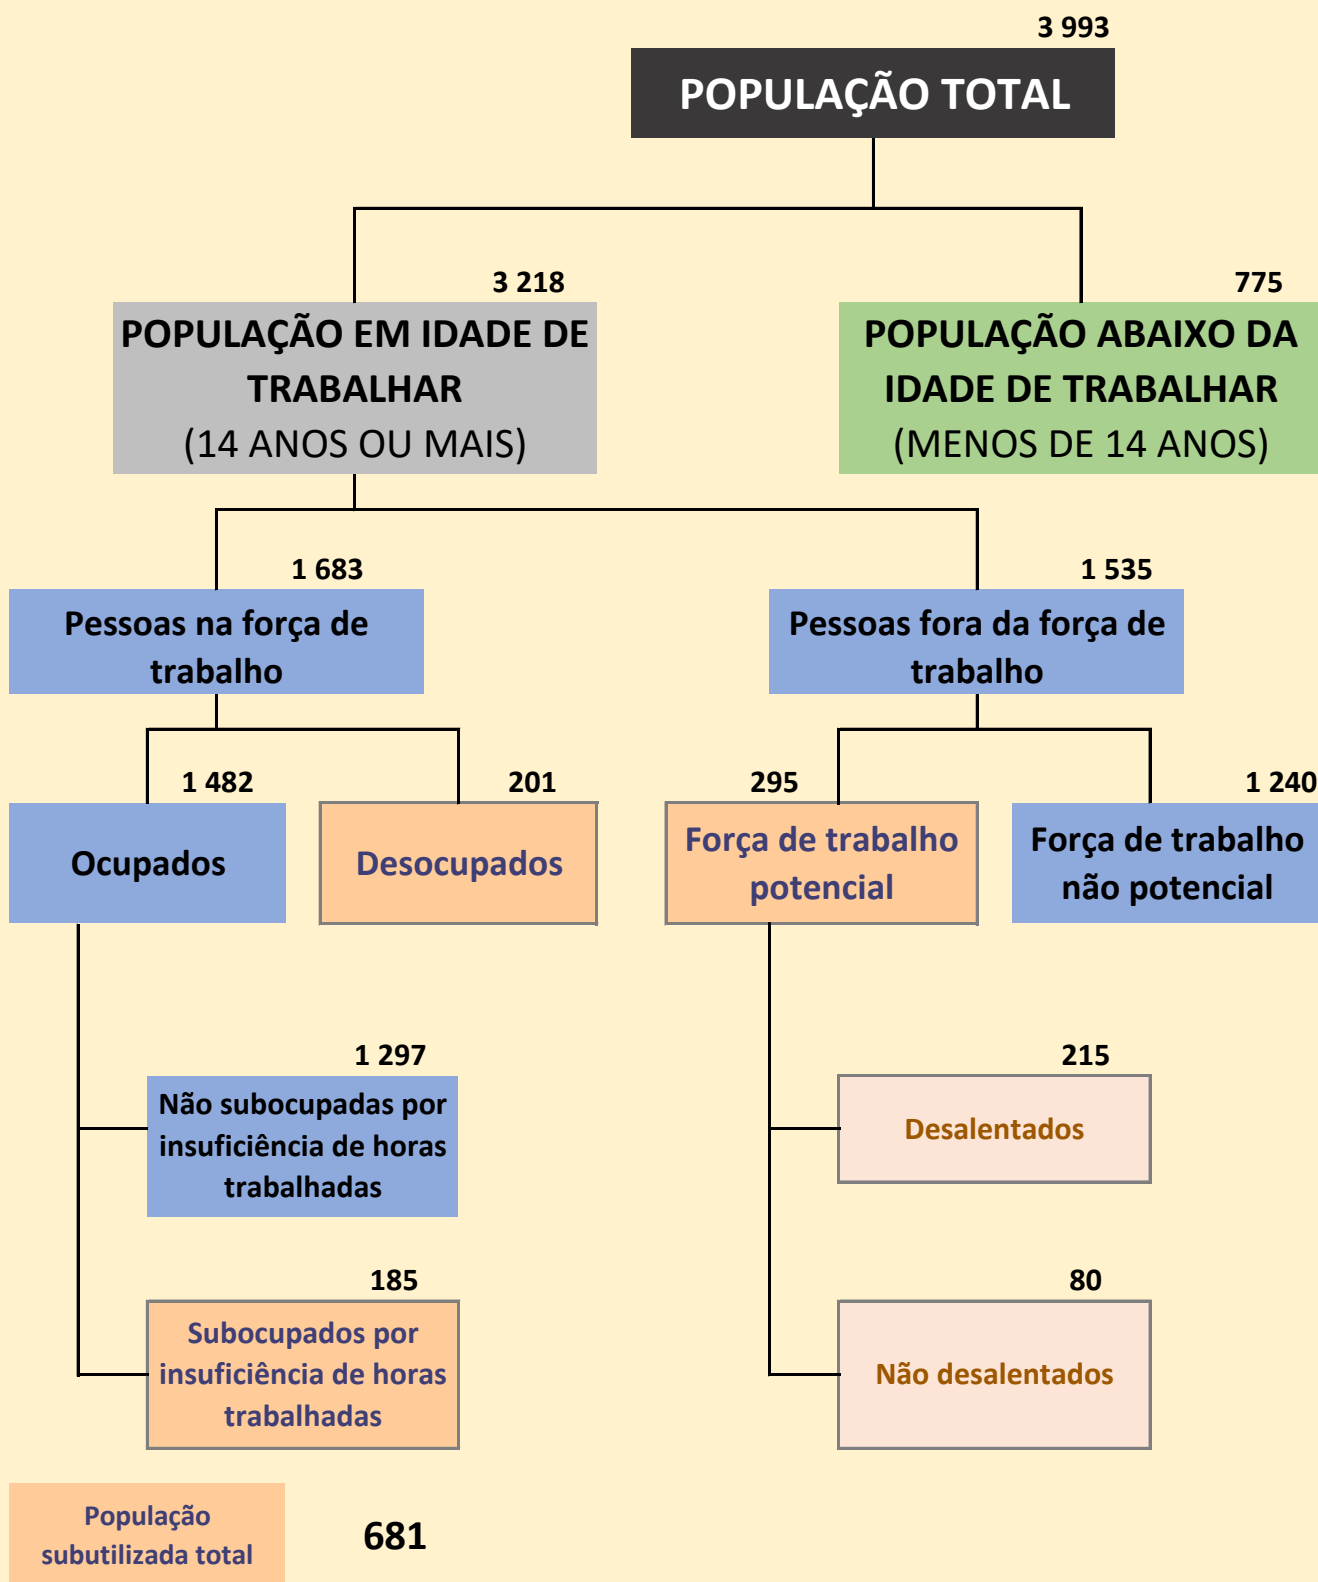 3 993
POPULAÇÃO TOTAL
3 218
POPULAÇÃO EM IDADE DE
TRABALHAR
(14 ANOS OU MAIS)
775
POPULAÇÃO ABAIXO DA
IDADE DE TRABALHAR
(MENOS DE 14 ANOS)
1 683
Pessoas na força de
trabalho
1 535
Pessoas fora da força de
trabalho
1 482
Ocupados
201
Desocupados
295
Força de trabalho
potencial
1 240
Força de trabalho
não potencial
1 297
Não subocupadas por
insuficiência de horas
trabalhadas
215
Desalentados
185
Subocupados por
insuficiência de horas
trabalhadas
80
Não desalentados
População
subutilizada total
681